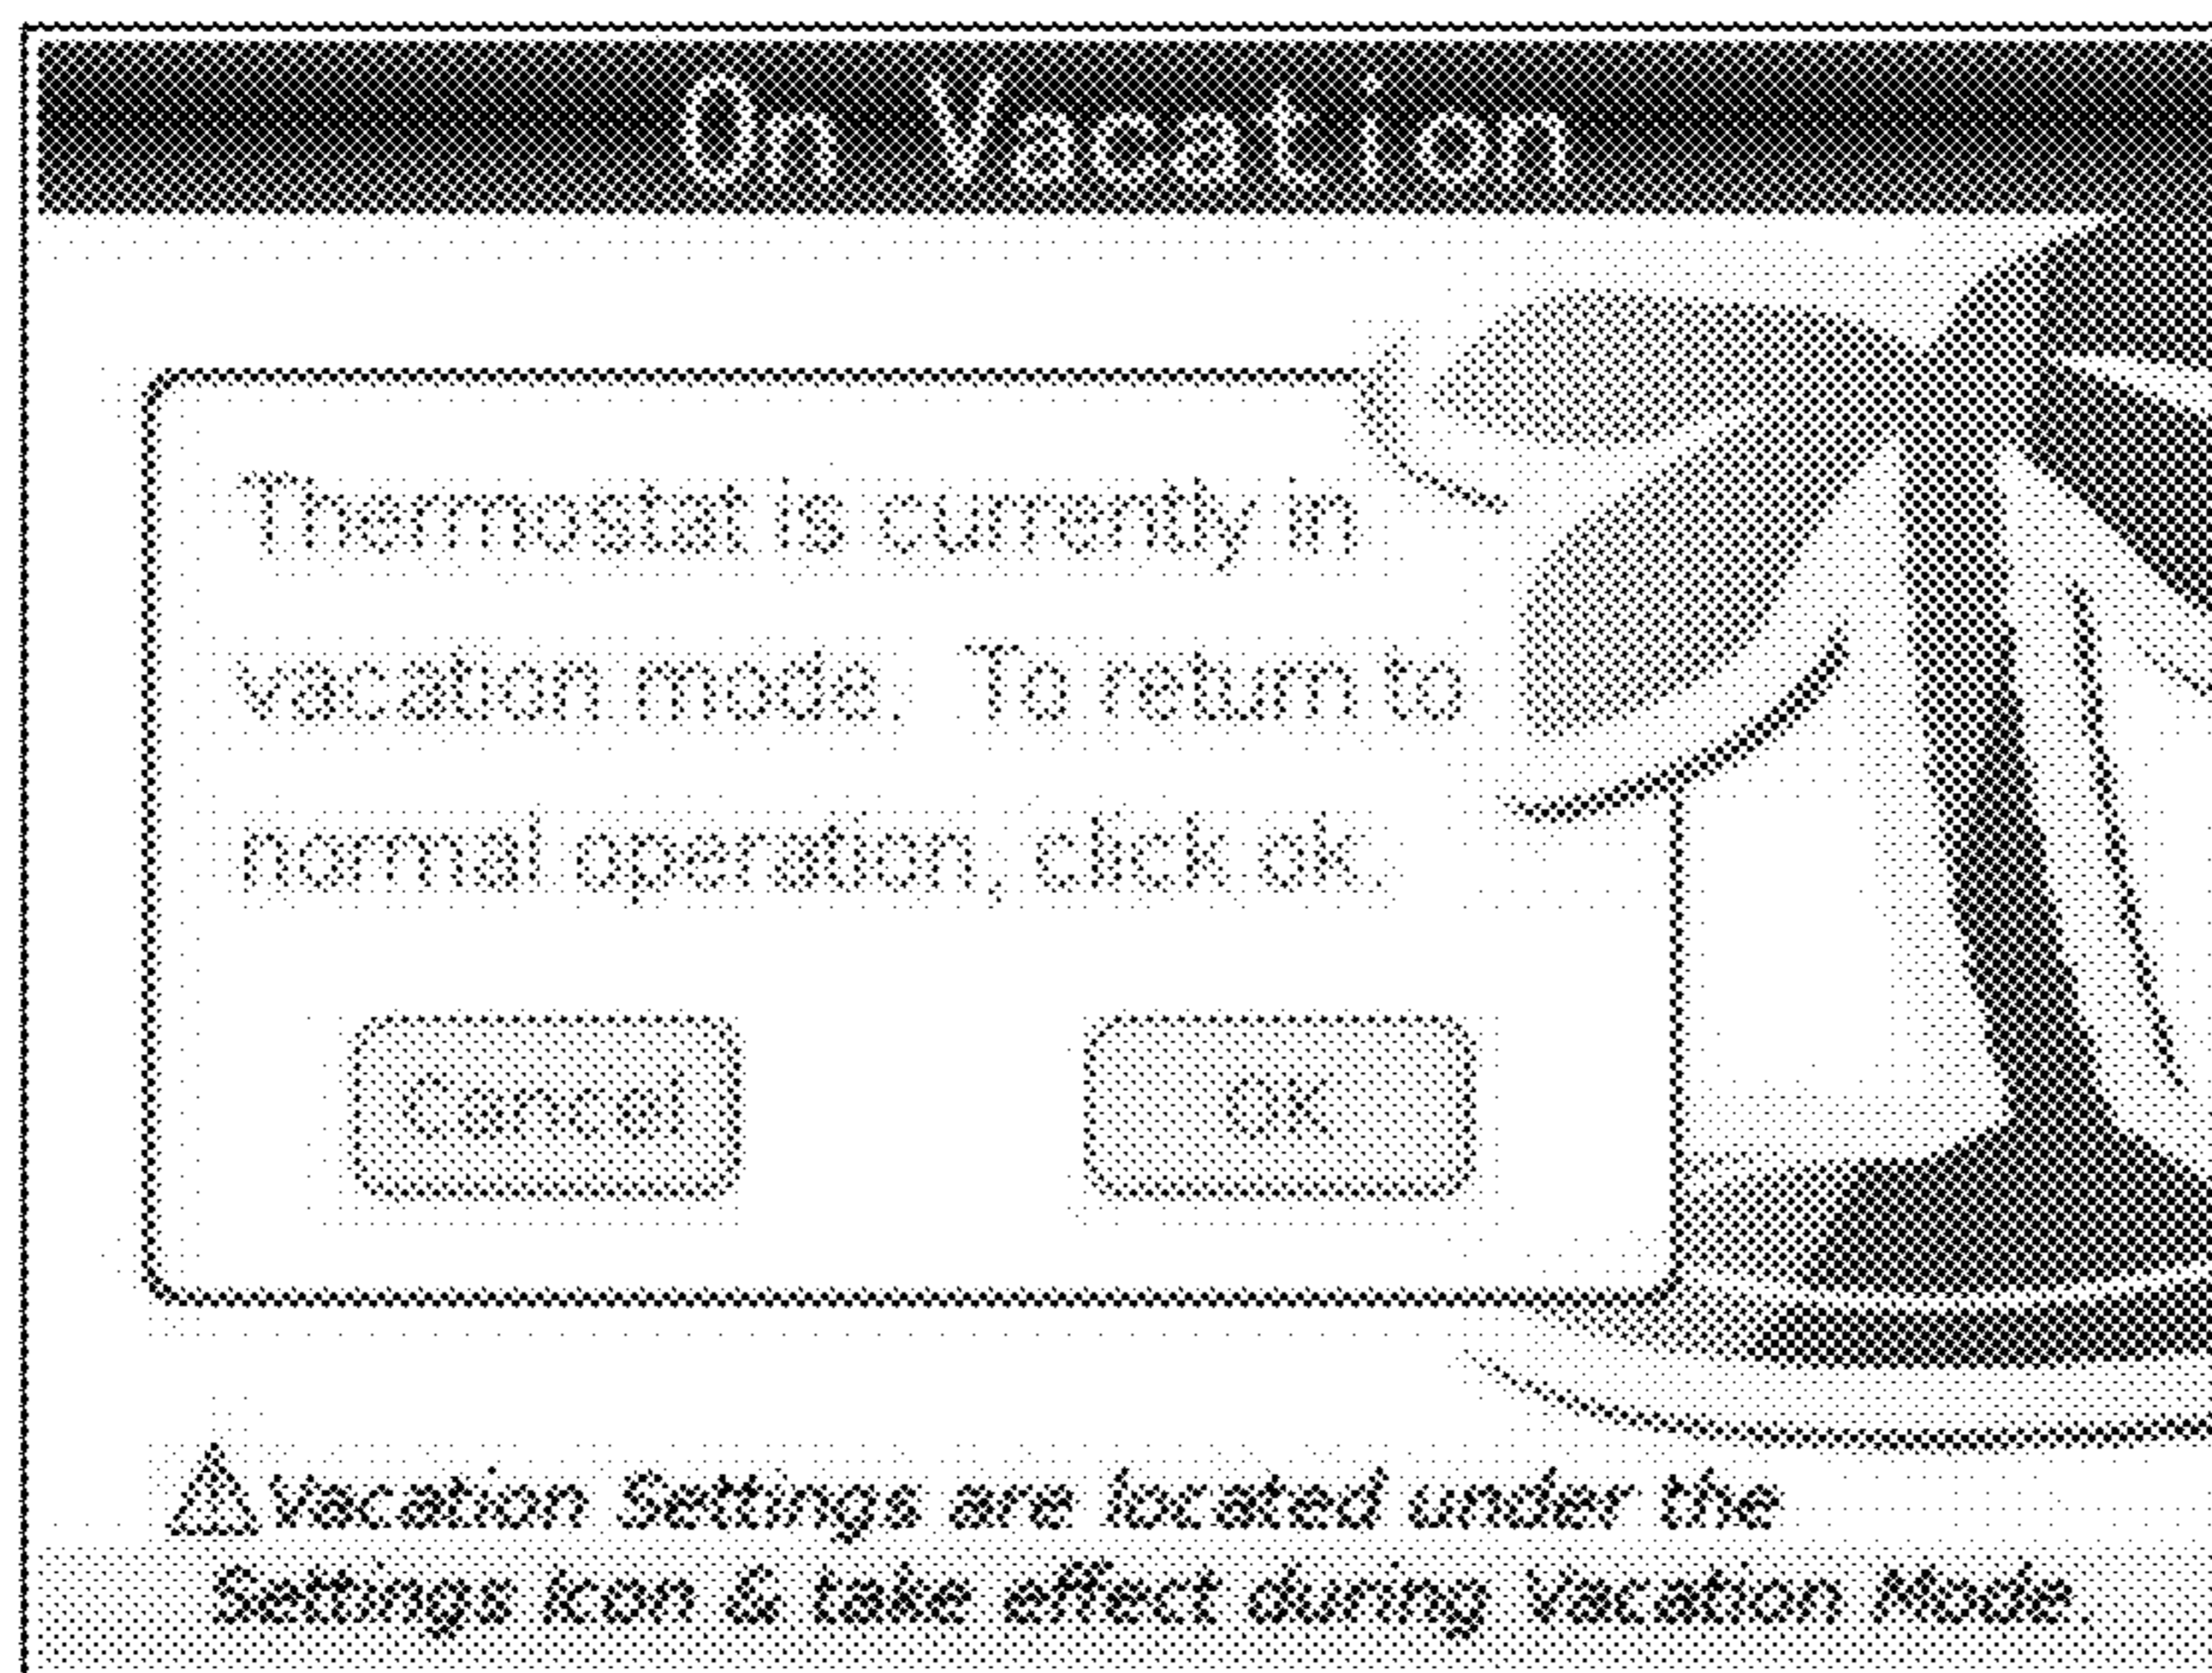 On Vacation
Thermostat is currently in
vacation mode. To return to
normal operation, click ok.
Cancel OK
Vacation Settings are located under the
Settings Icon & take effect during Vacation Mode.